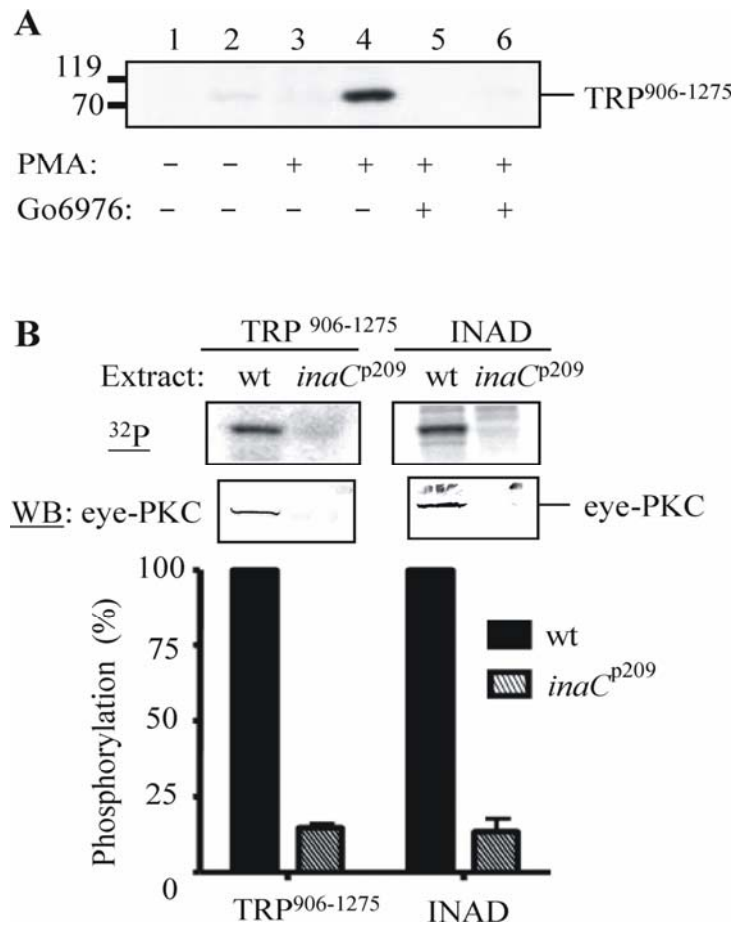 A
1 2 3 4 5 6
119
70
TRP906-1275
PMA: − − + + + +
Go6976: − − − − + +
B
TRP 906-1275 INAD
Extract: wt inaCp209 wt inaCp209
32P
WB: eye-PKC eye-PKC
100
75
50
25
0
Phosphorylation (%)
wt
inaCp209
TRP906-1275 INAD